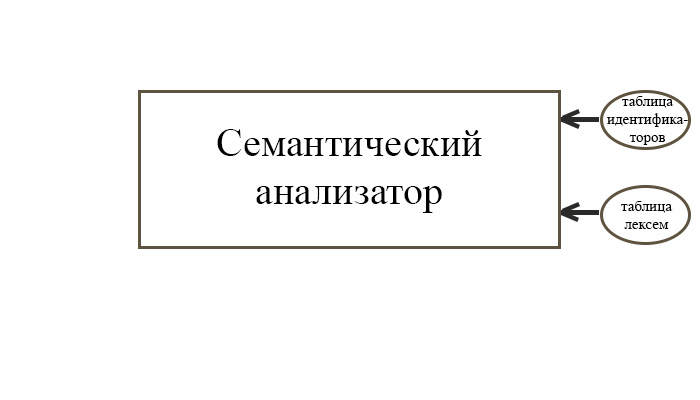 Семантический
анализатор
таблица
идентифика-
торов
таблица
лексем